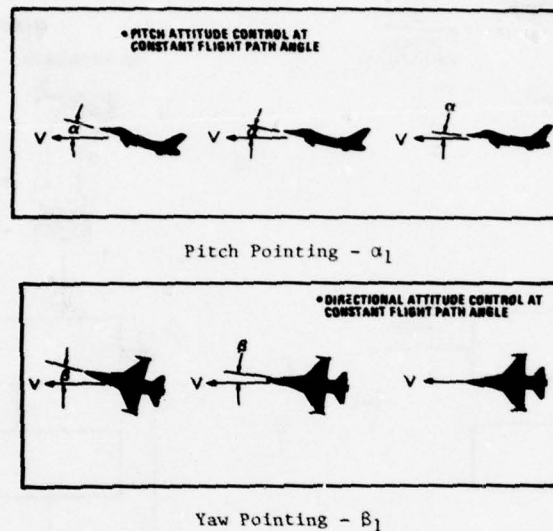 • PITCH ATTITUDE CONTROL AT
CONSTANT FLIGHT PATH ANGLE
α α α
V V V
Pitch Pointing - α1
• DIRECTIONAL ATTITUDE CONTROL AT
CONSTANT FLIGHT PATH ANGLE
β β
V V V
Yaw Pointing - β1